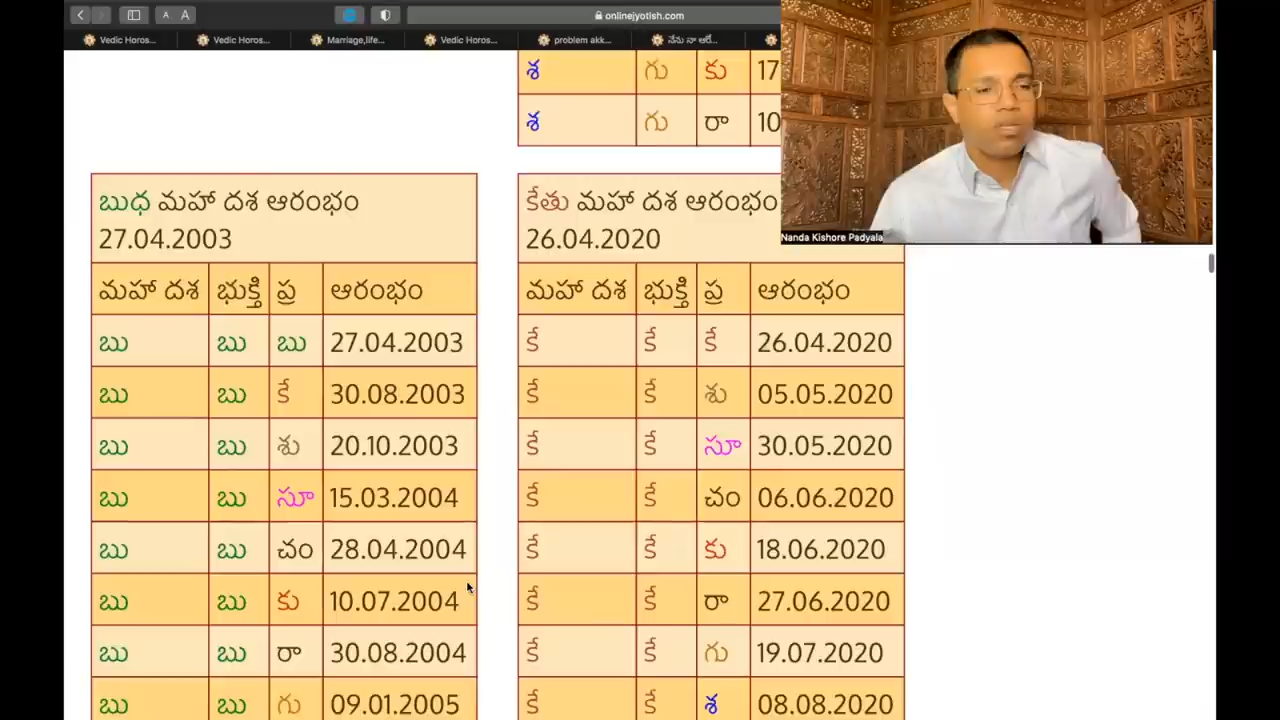 A A onlinejyotish.com
Vedic Horos... Vedic Horos... Marriage,life... Vedic Horos... problem akk... నేను నా ఆరో...
శ గు కు 17
శ గు రా 10
Nanda Kishore Padyala
బుధ మహా దశ ఆరంభం
27.04.2003
మహా దశ భుక్తి ప్ర ఆరంభం
బు బు బు 27.04.2003
బు బు కే 30.08.2003
బు బు శు 20.10.2003
బు బు సూ 15.03.2004
బు బు చం 28.04.2004
బు బు కు 10.07.2004
బు బు రా 30.08.2004
బు బు గు 09.01.2005
కేతు మహా దశ ఆరంభం
26.04.2020
మహా దశ భుక్తి ప్ర ఆరంభం
కే కే కే 26.04.2020
కే కే శు 05.05.2020
కే కే సూ 30.05.2020
కే కే చం 06.06.2020
కే కే కు 18.06.2020
కే కే రా 27.06.2020
కే కే గు 19.07.2020
కే కే శ 08.08.2020